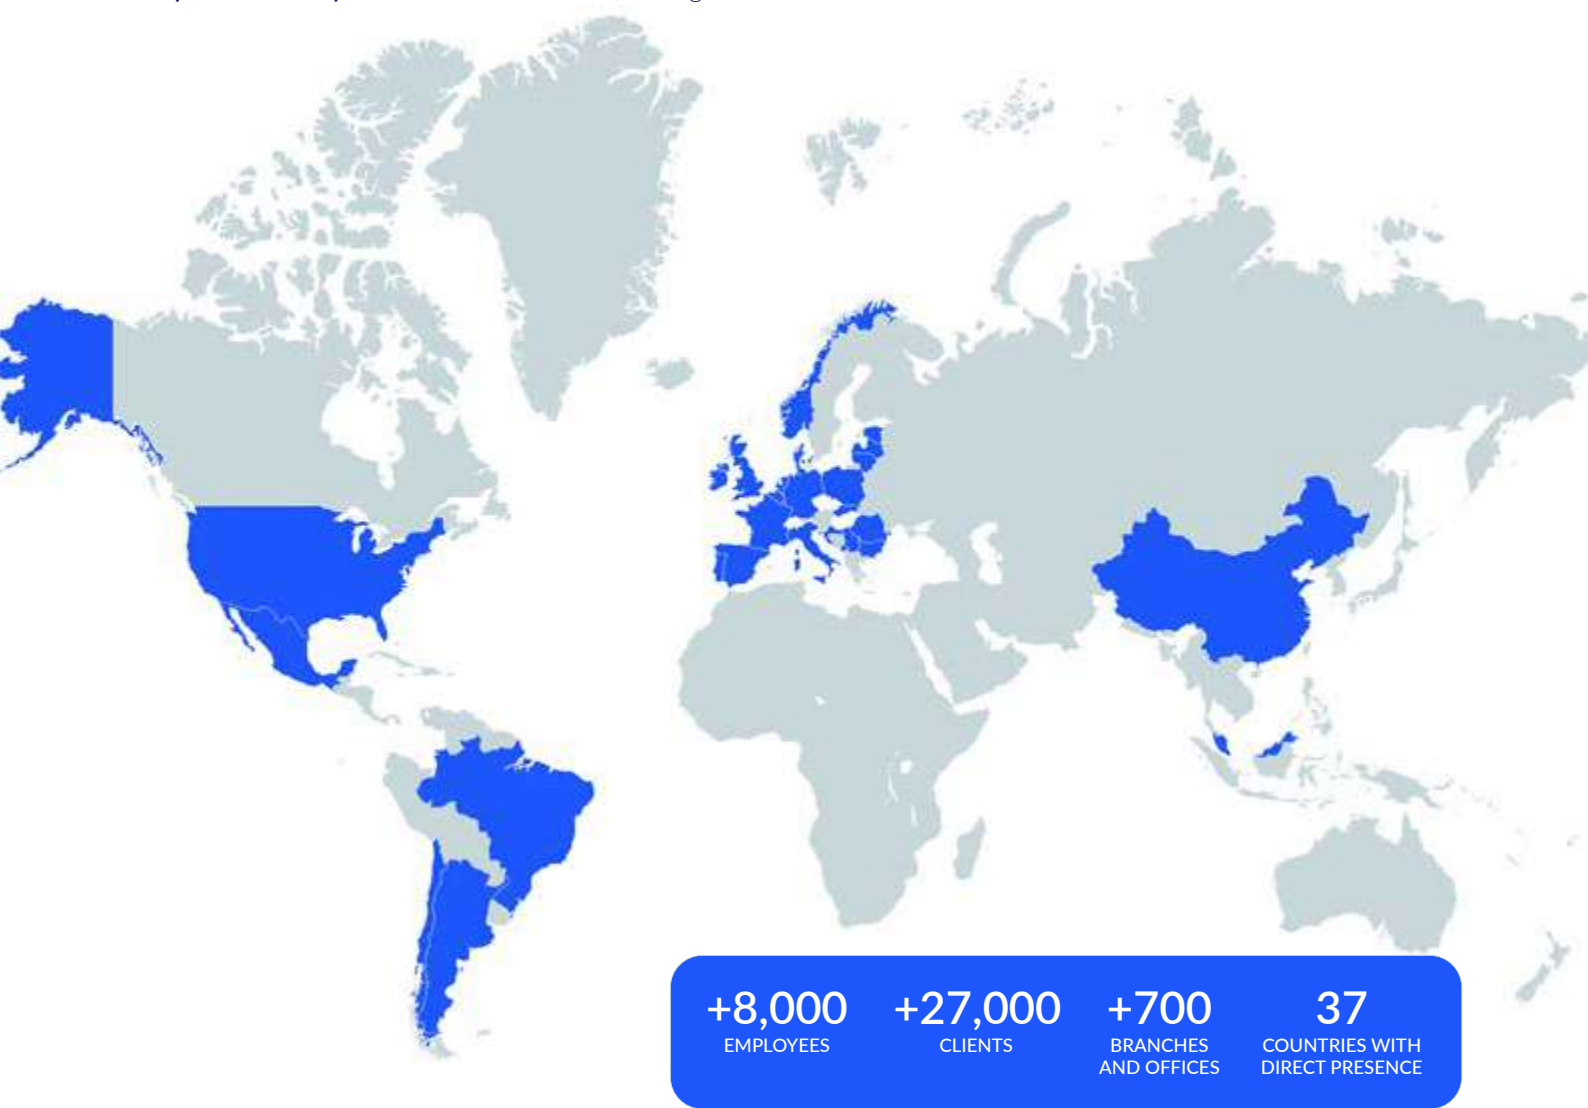 +8,000
EMPLOYEES
+27,000
CLIENTS
+700
BRANCHES
AND OFFICES
37
COUNTRIES WITH
DIRECT PRESENCE